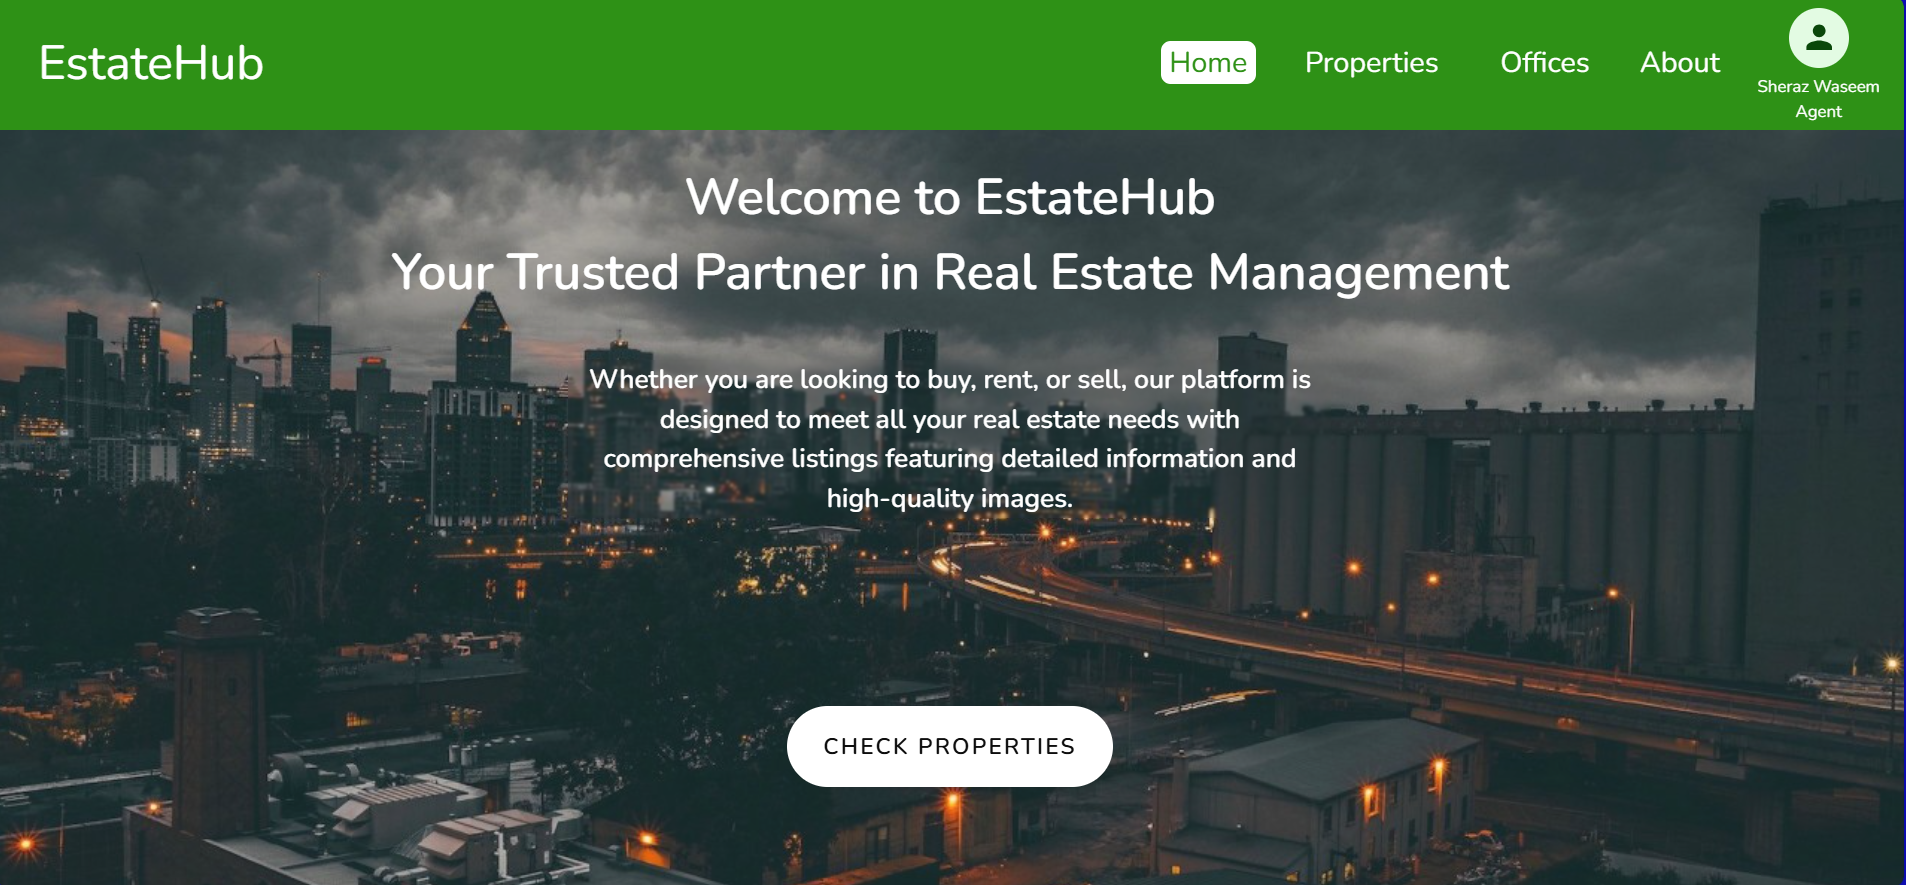 EstateHub
Home
Properties
Offices
About
Sheraz Waseem
Agent
Welcome to EstateHub
Your Trusted Partner in Real Estate Management
Whether you are looking to buy, rent, or sell, our platform is
designed to meet all your real estate needs with
comprehensive listings featuring detailed information and
high-quality images.
CHECK PROPERTIES